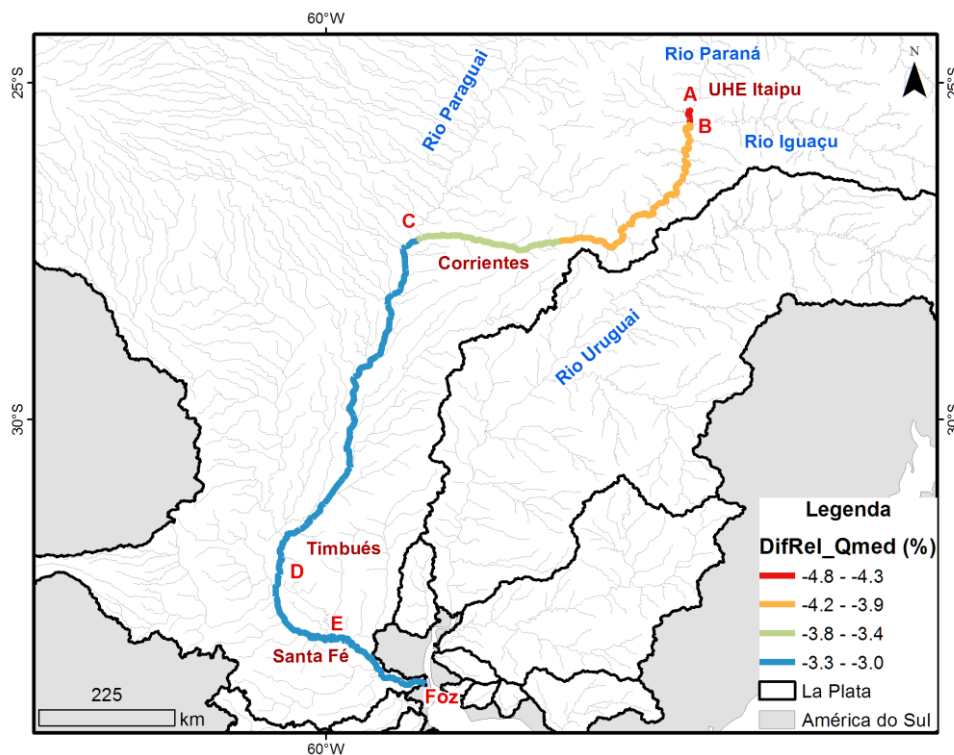 60°W
25°S
25°S
Rio Paraná
N
A
UHE Itaipu
B
Rio Paraguai
Rio Iguaçu
C
Corrientes
Rio Uruguai
30°S
30°S
Timbués
D
E
Santa Fé
Foz
Legenda
DifRel_Qmed (%)
-4.8 - -4.3
-4.2 - -3.9
-3.8 - -3.4
-3.3 - -3.0
La Plata
América do Sul
225
km
60°W